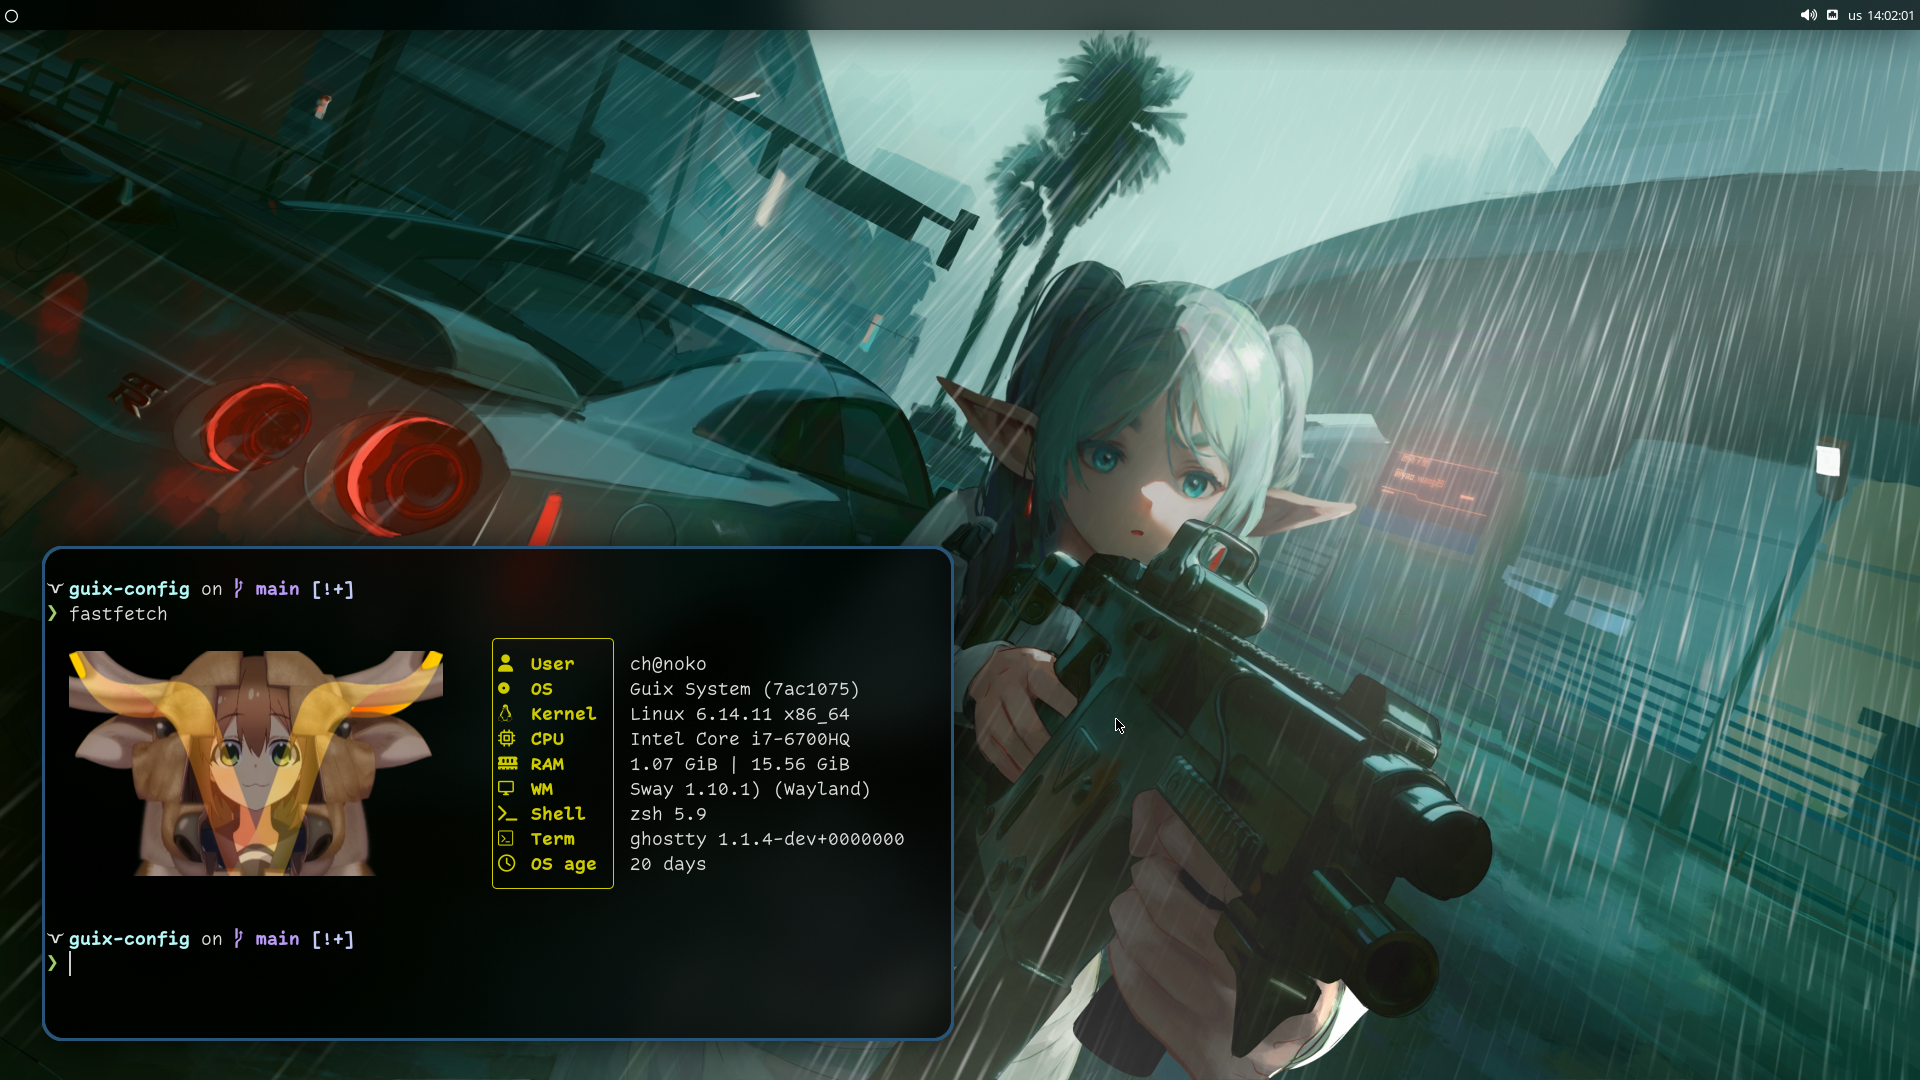 us 14:02:01
guix-config on main [!+]
❯ fastfetch
User ch@noko
OS Guix System (7ac1075)
Kernel Linux 6.14.11 x86_64
CPU Intel Core i7-6700HQ
RAM 1.07 GiB | 15.56 GiB
WM Sway 1.10.1) (Wayland)
Shell zsh 5.9
Term ghostty 1.1.4-dev+0000000
OS age 20 days
guix-config on main [!+]
❯